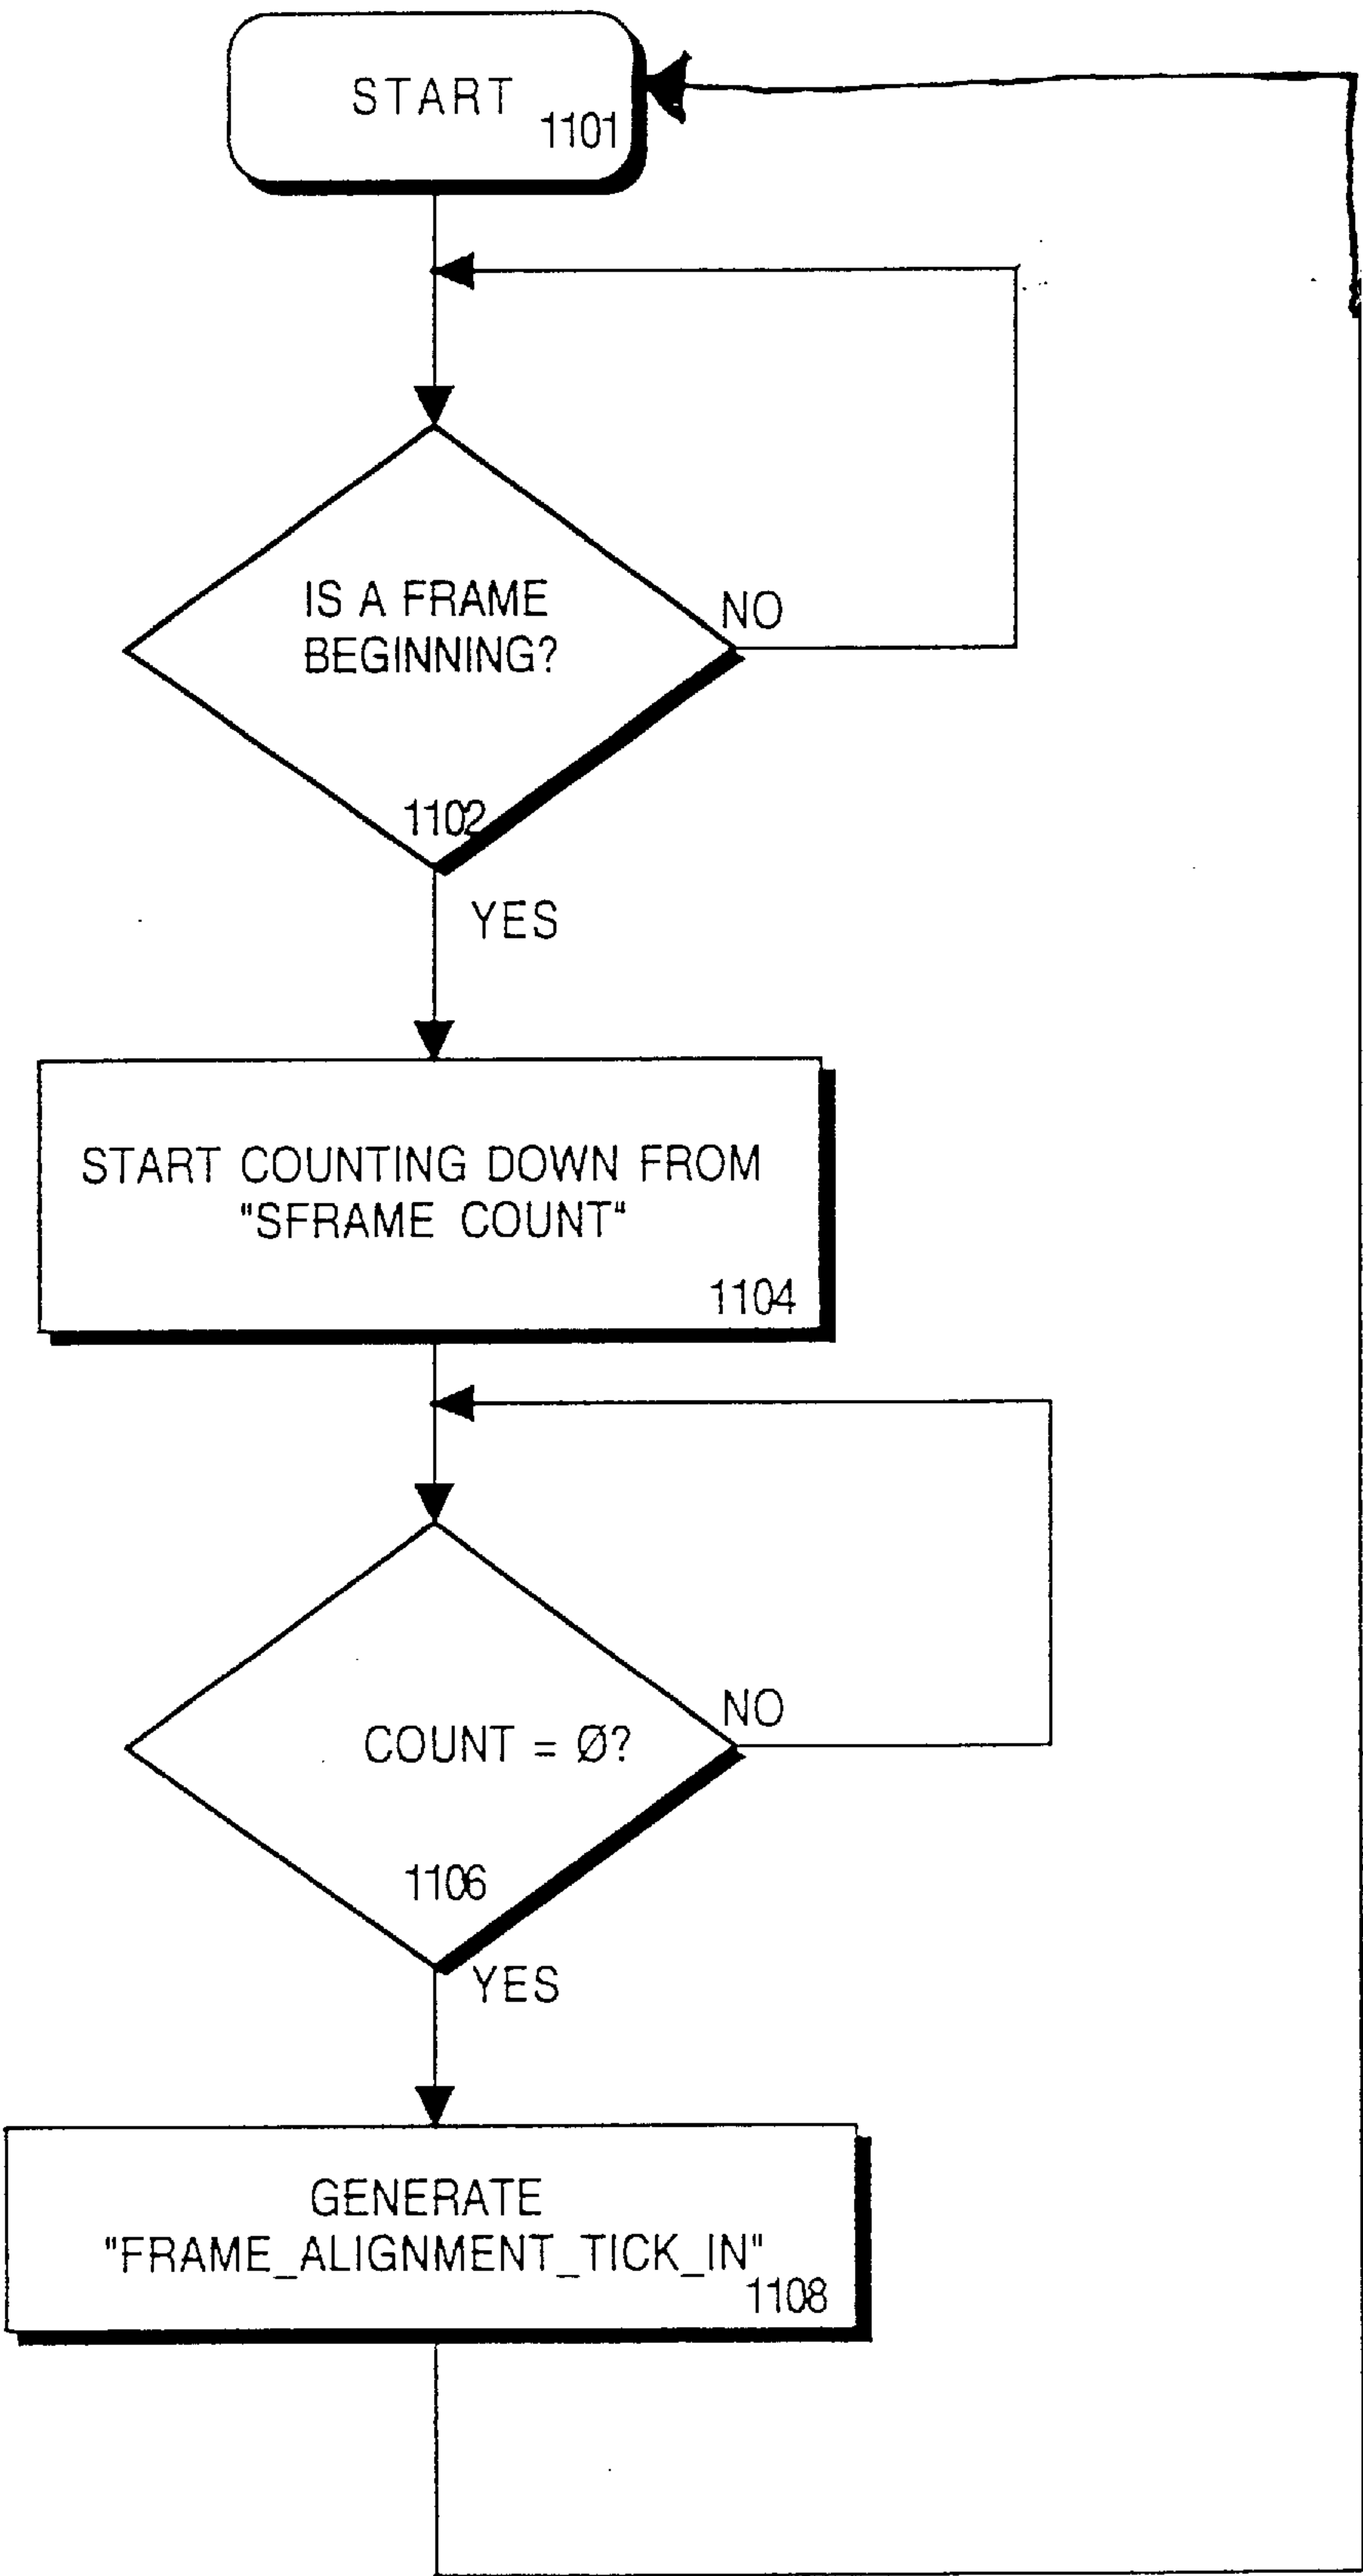 START
1101
IS A FRAME
BEGINNING?
NO
1102
YES
START COUNTING DOWN FROM
"SFRAME COUNT"
1104
COUNT = Ø?
NO
1106
YES
GENERATE
"FRAME_ALIGNMENT_TICK_IN"
1108